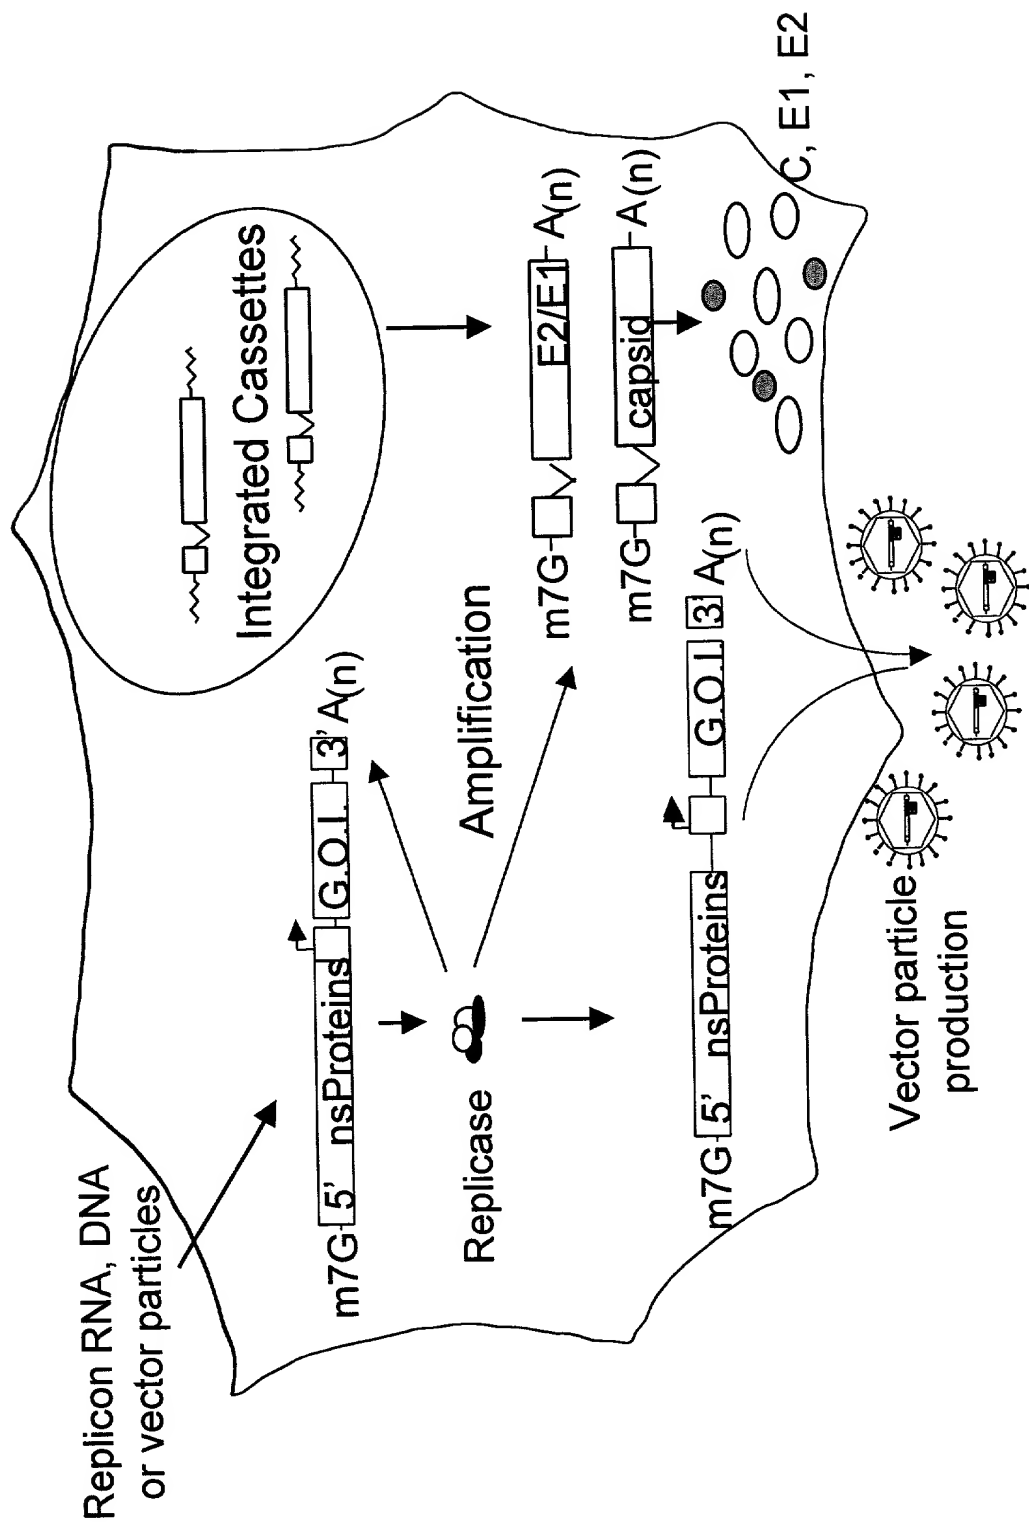 Replicon RNA, DNA
or vector particles
Integrated Cassettes
m7G 5' nsProteins G.O.I. 3' A(n)
Replicase
Amplification
m7G E2/E1 A(n)
m7G capsid A(n)
m7G 5' nsProteins G.O.I. 3' A(n)
C, E1, E2
Vector particle
production